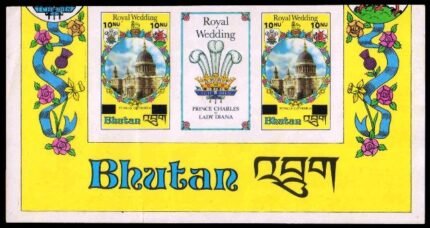 Royal Wedding
10NU 10NU
Bhutan འབྲུག
Royal
Wedding
PRINCE CHARLES
LADY DIANA
Royal Wedding
10NU 10NU
Bhutan འབྲུག
Bhutan འབྲུག